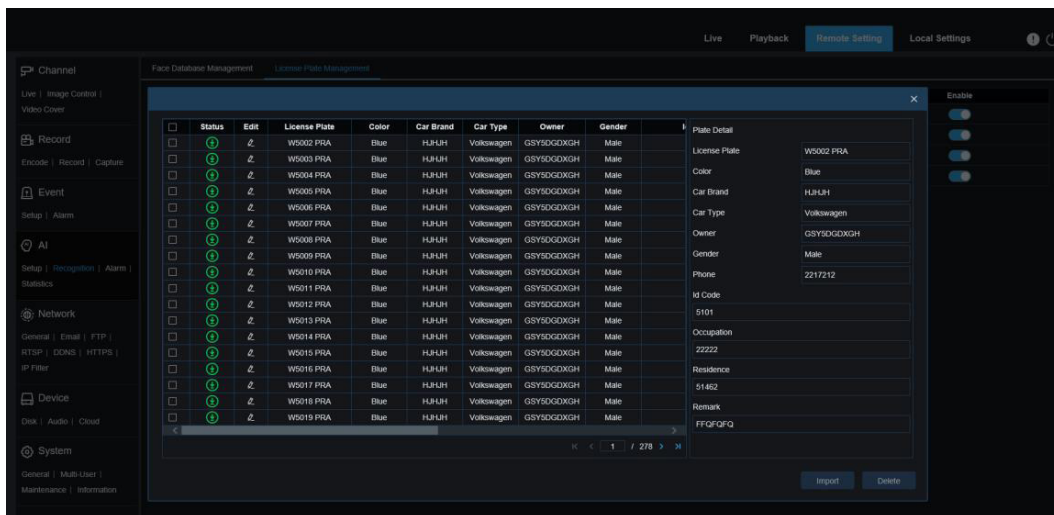 Live Playback Remote Setting Local Settings
Channel
Live | Image Control |
Video Cover
Record
Encode | Record | Capture
Event
Setup | Alarm
AI
Setup | Recognition | Alarm |
Statistics
Network
General | Email | FTP |
RTSP | DDNS | HTTPS |
IP Filter
Device
Disk | Audio | Cloud
System
General | Multi-User |
Maintenance | Information
Face Database Management License Plate Management
Enable
Status Edit License Plate Color Car Brand Car Type Owner Gender
W5002 PRA Blue HJHJH Volkswagen GSY5DGDXGH Male
W5003 PRA Blue HJHJH Volkswagen GSY5DGDXGH Male
W5004 PRA Blue HJHJH Volkswagen GSY5DGDXGH Male
W5005 PRA Blue HJHJH Volkswagen GSY5DGDXGH Male
W5006 PRA Blue HJHJH Volkswagen GSY5DGDXGH Male
W5007 PRA Blue HJHJH Volkswagen GSY5DGDXGH Male
W5008 PRA Blue HJHJH Volkswagen GSY5DGDXGH Male
W5009 PRA Blue HJHJH Volkswagen GSY5DGDXGH Male
W5010 PRA Blue HJHJH Volkswagen GSY5DGDXGH Male
W5011 PRA Blue HJHJH Volkswagen GSY5DGDXGH Male
W5012 PRA Blue HJHJH Volkswagen GSY5DGDXGH Male
W5013 PRA Blue HJHJH Volkswagen GSY5DGDXGH Male
W5014 PRA Blue HJHJH Volkswagen GSY5DGDXGH Male
W5015 PRA Blue HJHJH Volkswagen GSY5DGDXGH Male
W5016 PRA Blue HJHJH Volkswagen GSY5DGDXGH Male
W5017 PRA Blue HJHJH Volkswagen GSY5DGDXGH Male
W5018 PRA Blue HJHJH Volkswagen GSY5DGDXGH Male
W5019 PRA Blue HJHJH Volkswagen GSY5DGDXGH Male
1 / 278
Plate Detail
License Plate W5002 PRA
Color Blue
Car Brand HJHJH
Car Type Volkswagen
Owner GSY5DGDXGH
Gender Male
Phone 2217212
Id Code
5101
Occupation
22222
Residence
51462
Remark
FFQFQFQ
Import Delete